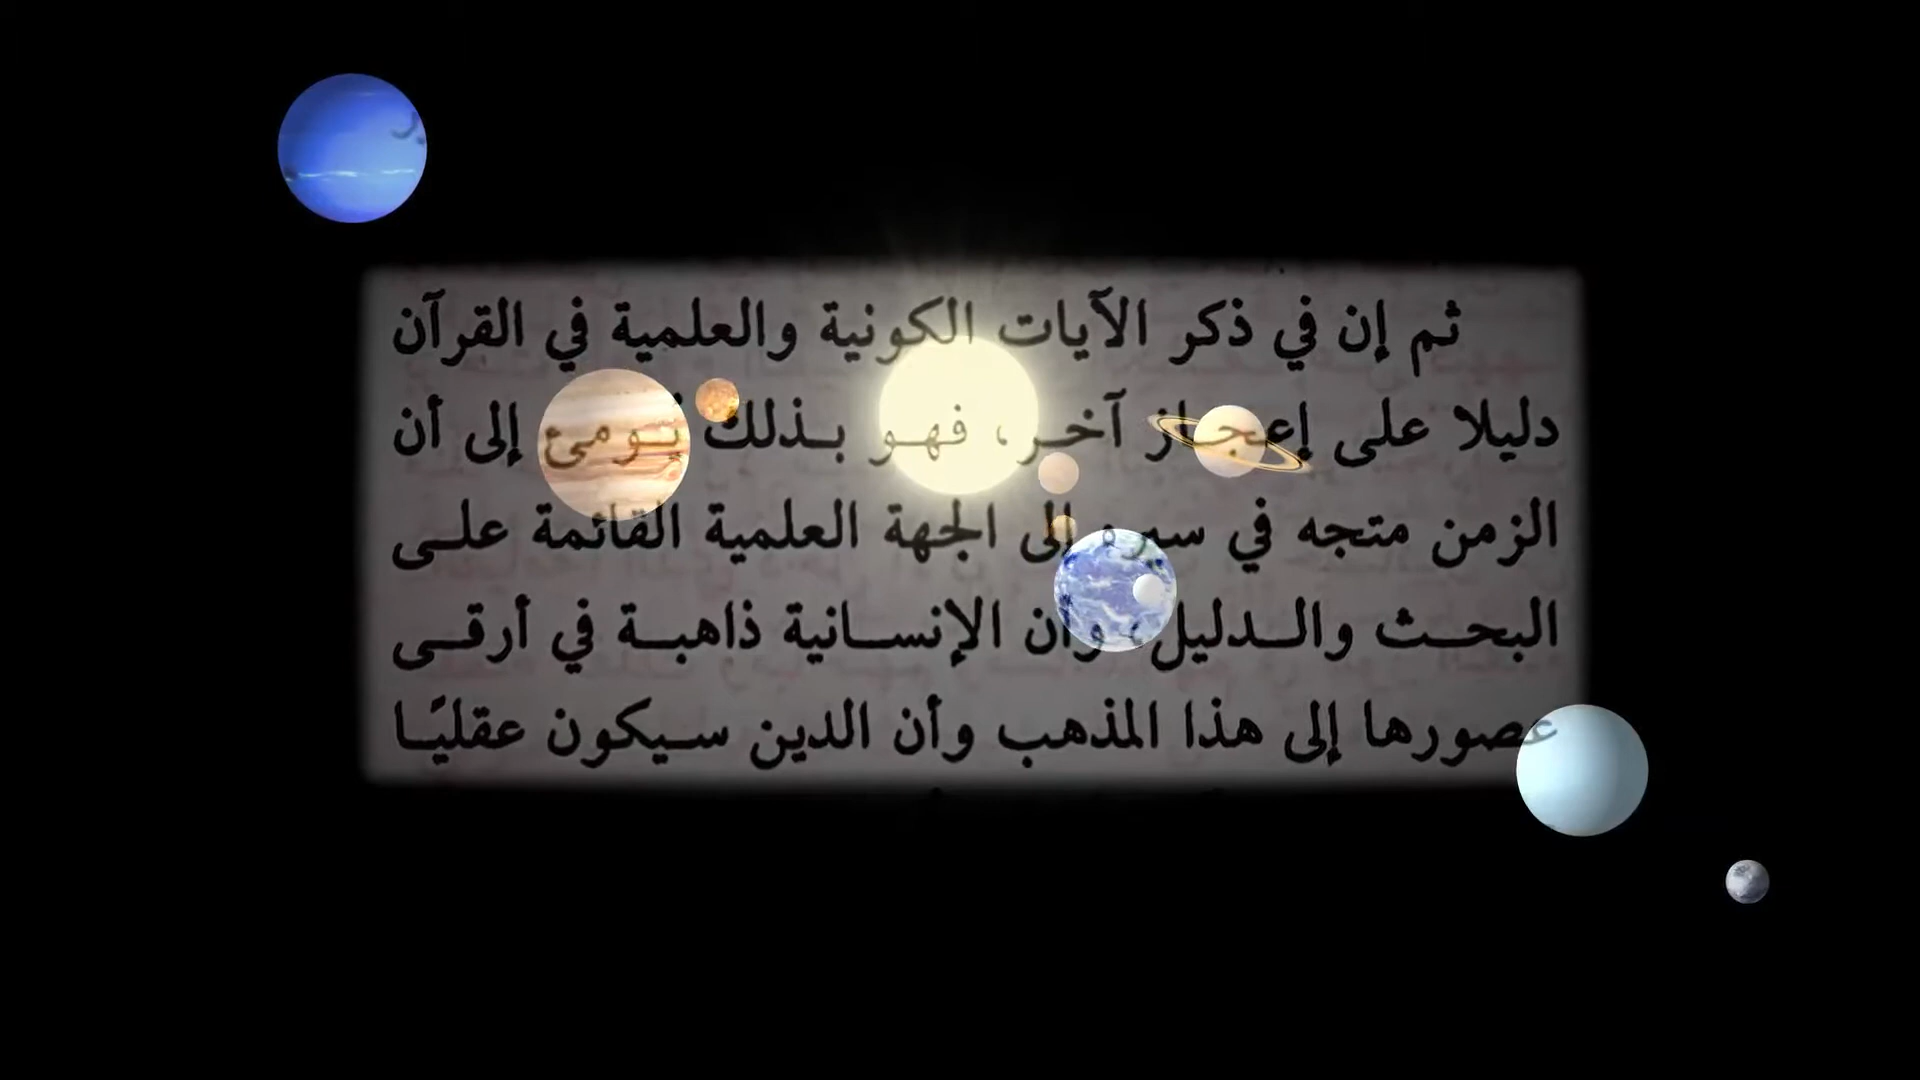 ثم إن في ذكر الآيات الكونية والعلمية في القرآن
دليلا على إعجاز آخر، فهو بذلك يومئ إلى أن
الزمن متجه في سيره إلى الجهة العلمية القائمة على
البحث والدليل، وأن الإنسانية ذاهبة في أرقى
عصورها إلى هذا المذهب وأن الدين سيكون عقليًا